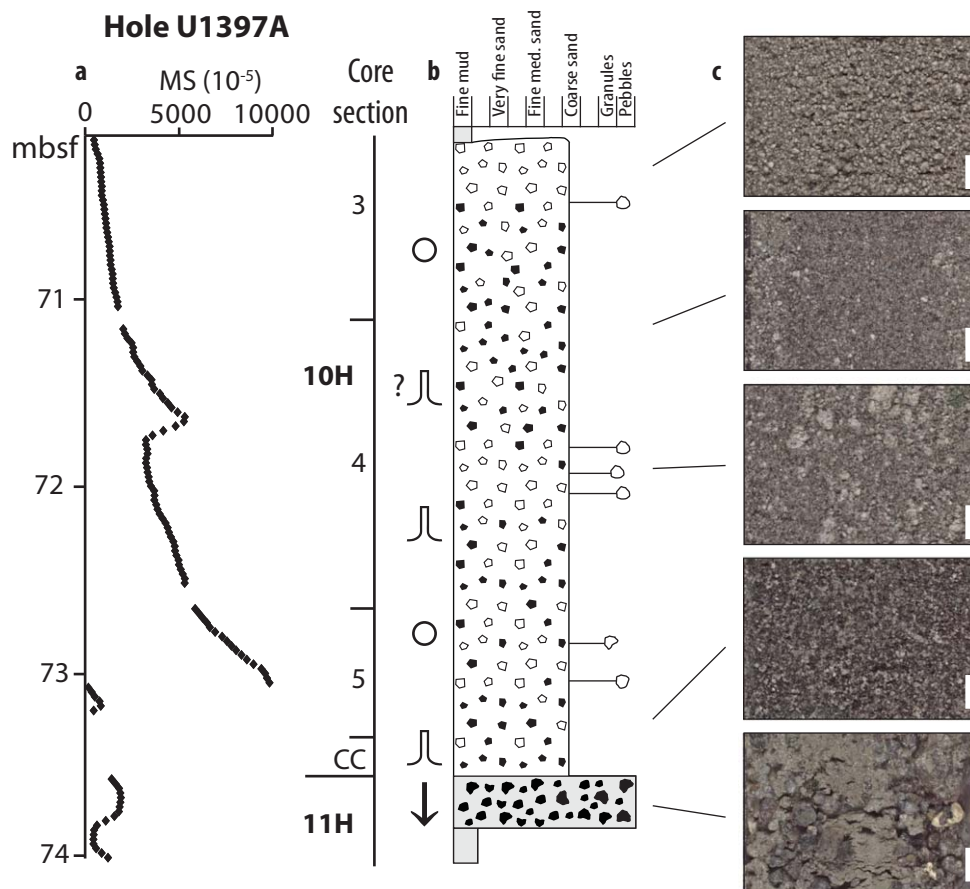 Hole U1397A
a
MS (10-5)
0 5000 10000
mbsf
71
72
73
74
Core
section
3
10H
4
5
CC
11H
b
Fine mud
Very fine sand
Fine med. sand
Coarse sand
Granules
Pebbles
?
c